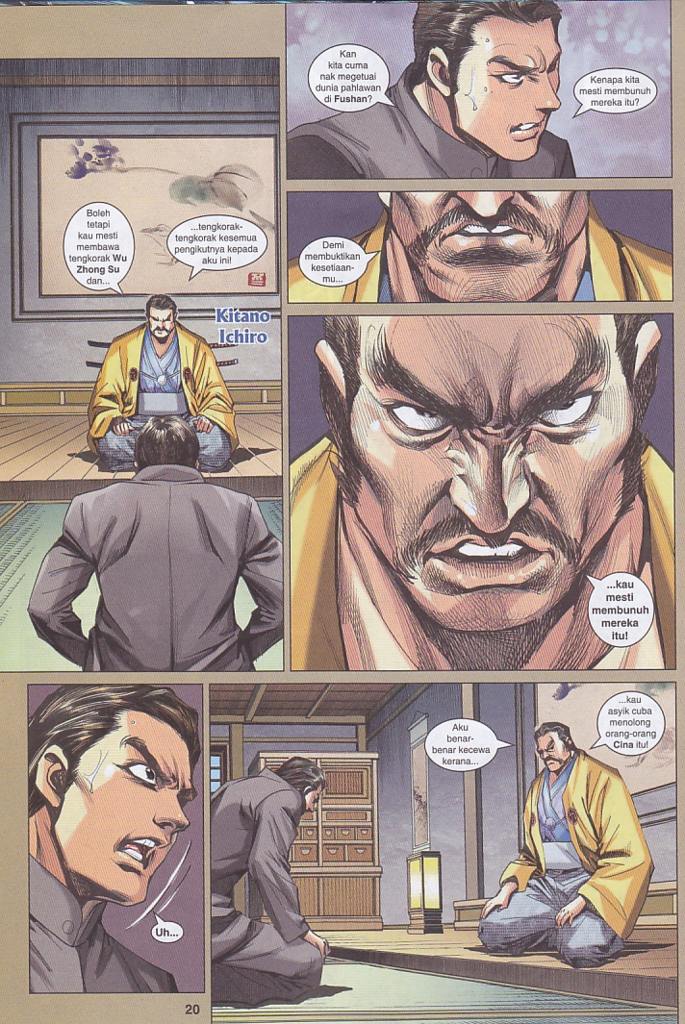 Boleh
tetapi
kau mesti
membawa
tengkorak Wu
Zhong Su
dan...
...tengkorak-
tengkorak kesemua
pengikutnya kepada
aku ini!
Kitano
Ichiro
Kan
kita cuma
nak megetuai
dunia pahlawan
di Fushan?
Kenapa kita
mesti membunuh
mereka itu?
Demi
membuktikan
kesetiaan-
mu...
...kau
mesti
membunuh
mereka
itu!
Uh...
Aku
benar-
benar kecewa
kerana...
...kau
asyik cuba
menolong
orang-orang
Cina itu!
20